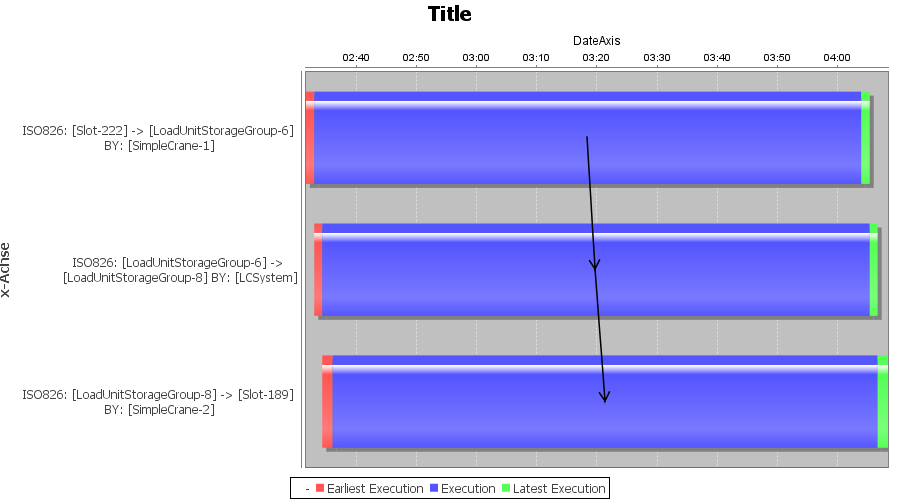 Title
DateAxis
02:40 02:50 03:00 03:10 03:20 03:30 03:40 03:50 04:00
x-Achse
ISO826: [Slot-222] -> [LoadUnitStorageGroup-6]
BY: [SimpleCrane-1]
ISO826: [LoadUnitStorageGroup-6] ->
[LoadUnitStorageGroup-8] BY: [LCSystem]
ISO826: [LoadUnitStorageGroup-8] -> [Slot-189]
BY: [SimpleCrane-2]
- Earliest Execution Execution Latest Execution